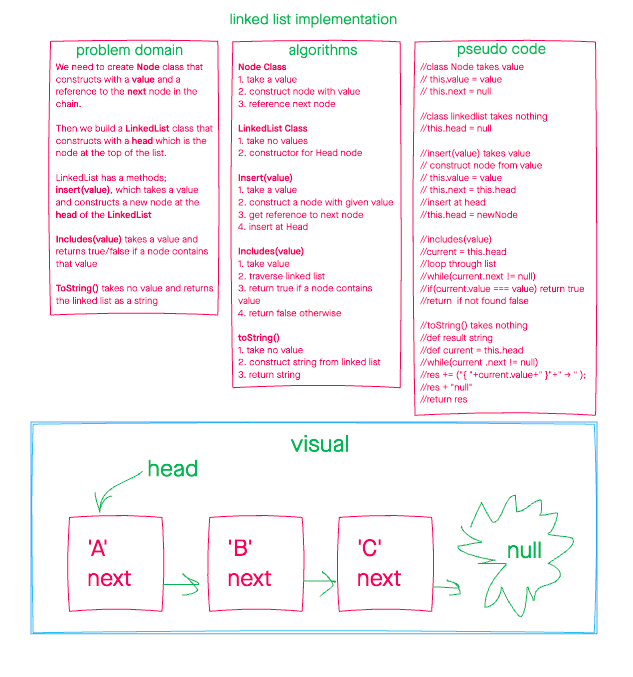 linked list implementation
problem domain
We need to create Node class that
constructs with a value and a
reference to the next node in the
chain.
Then we build a LinkedList class that
constructs with a head which is the
node at the top of the list.
LinkedList has a methods;
insert(value), which takes a value
and constructs a new node at the
head of the LinkedList
Includes(value) takes a value and
returns true/false if a node contains
that value
ToString() takes no value and returns
the linked list as a string
algorithms
Node Class
1. take a value
2. construct node with value
3. reference next node
LinkedList Class
1. take no values
2. constructor for Head node
Insert(value)
1. take a value
2. construct a node with given value
3. get reference to next node
4. insert at Head
Includes(value)
1. take value
2. traverse linked list
3. return true if a node contains
value
4. return false otherwise
toString()
1. take no value
2. construct string from linked list
3. return string
pseudo code
//class Node takes value
// this.value = value
// this.next = null
//class linkedlist takes nothing
//this.head = null
//insert(value) takes value
// construct node from value
// this.value = value
// this.next = this.head
//insert at head
//this.head = newNode
//includes(value)
//current = this.head
//loop through list
//while(current.next != null)
//if(current.value === value) return true
//return if not found false
//toString() takes nothing
//def result string
//def current = this.head
//while(current .next != null)
//res += ("{ "+current.value+" }"+" → " );
//res + "null"
//return res
visual
head
'A'
next
'B'
next
'C'
next
null